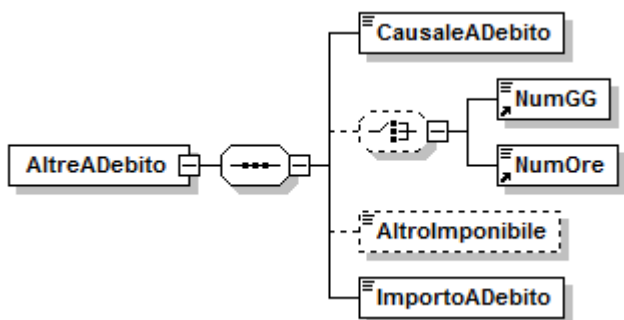 CausaleADebito
NumGG
AltreADebito
NumOre
AltroImponibile
ImportoADebito